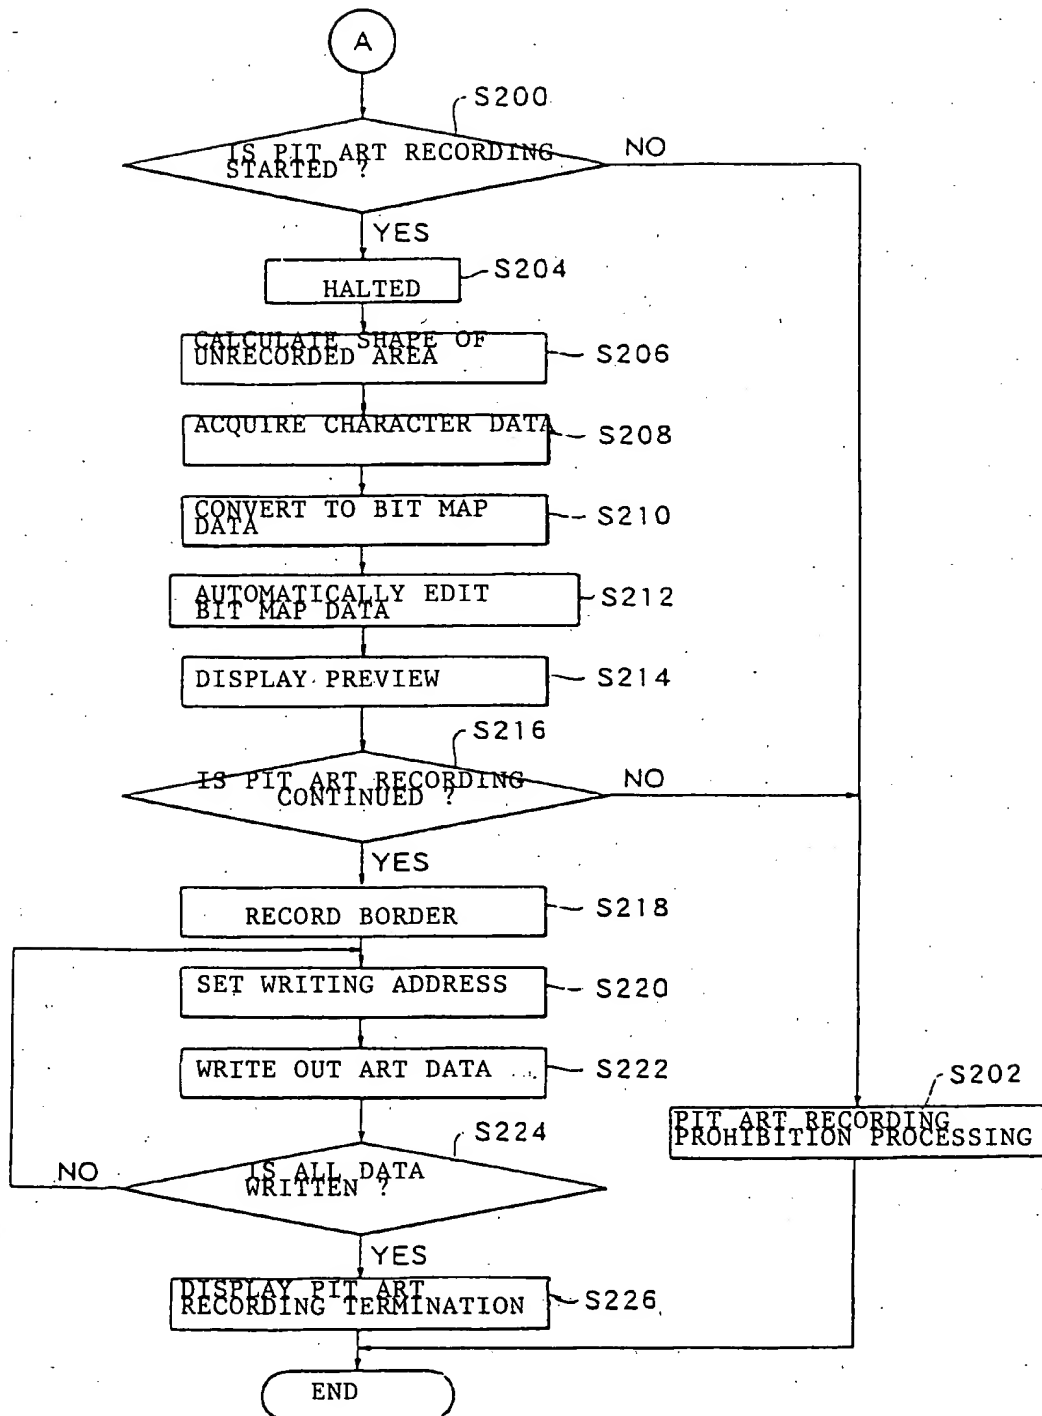 A
S200
IS PIT ART RECORDING
STARTED ?
NO
YES
HALTED
S204
CALCULATE SHAPE OF
UNRECORDED AREA
S206
ACQUIRE CHARACTER DATA
S208
CONVERT TO BIT MAP
DATA
S210
AUTOMATICALLY EDIT
BIT MAP DATA
S212
DISPLAY PREVIEW
S214
S216
IS PIT ART RECORDING
CONTINUED ?
NO
YES
RECORD BORDER
S218
SET WRITING ADDRESS
S220
WRITE OUT ART DATA
S222
S202
PIT ART RECORDING
PROHIBITION PROCESSING
S224
IS ALL DATA
WRITTEN ?
NO
YES
DISPLAY PIT ART
RECORDING TERMINATION
S226
END